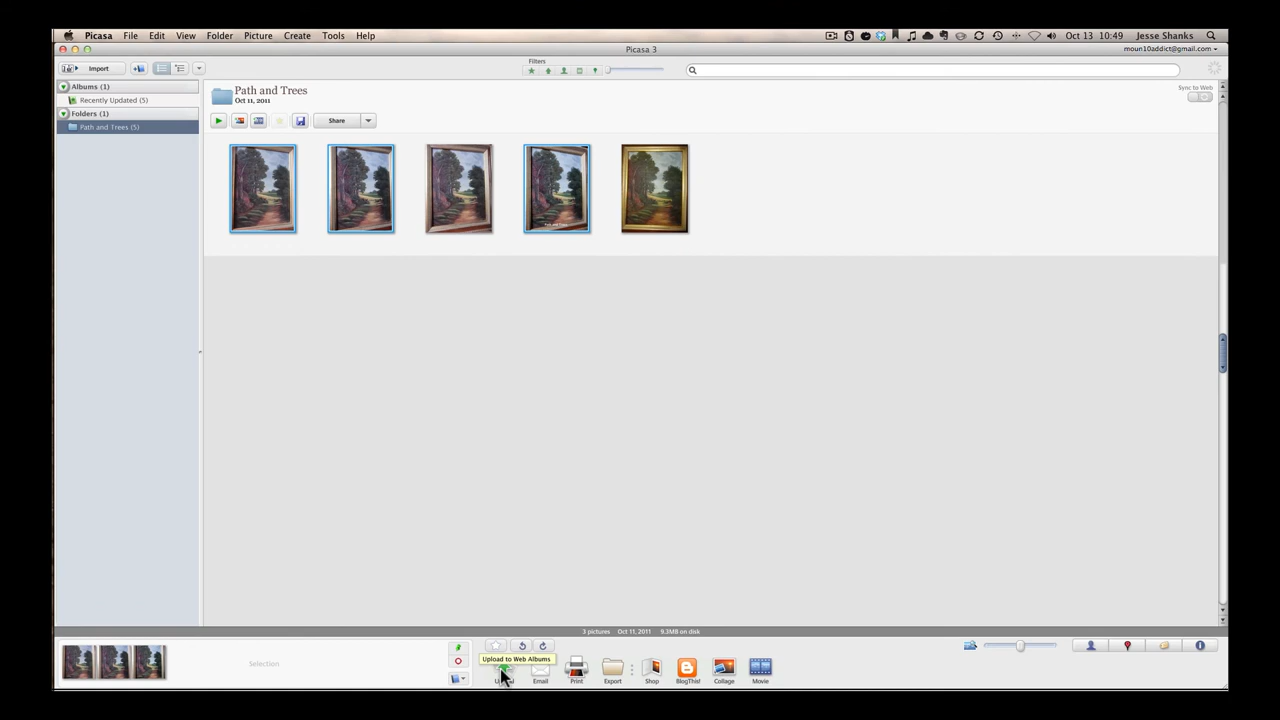 Picasa File Edit View Folder Picture Create Tools Help Oct 13 10:49 Jesse Shanks
Picasa 3
moun10addict@gmail.com
Import
Filters
Albums (1)
Recently Updated (5)
Folders (1)
Path and Trees (5)
Path and Trees
Oct 11, 2011
Sync to Web
Share
3 pictures Oct 11, 2011 9.3MB on disk
Selection
Upload to Web Albums
Email Print Export Shop BlogThis! Collage Movie